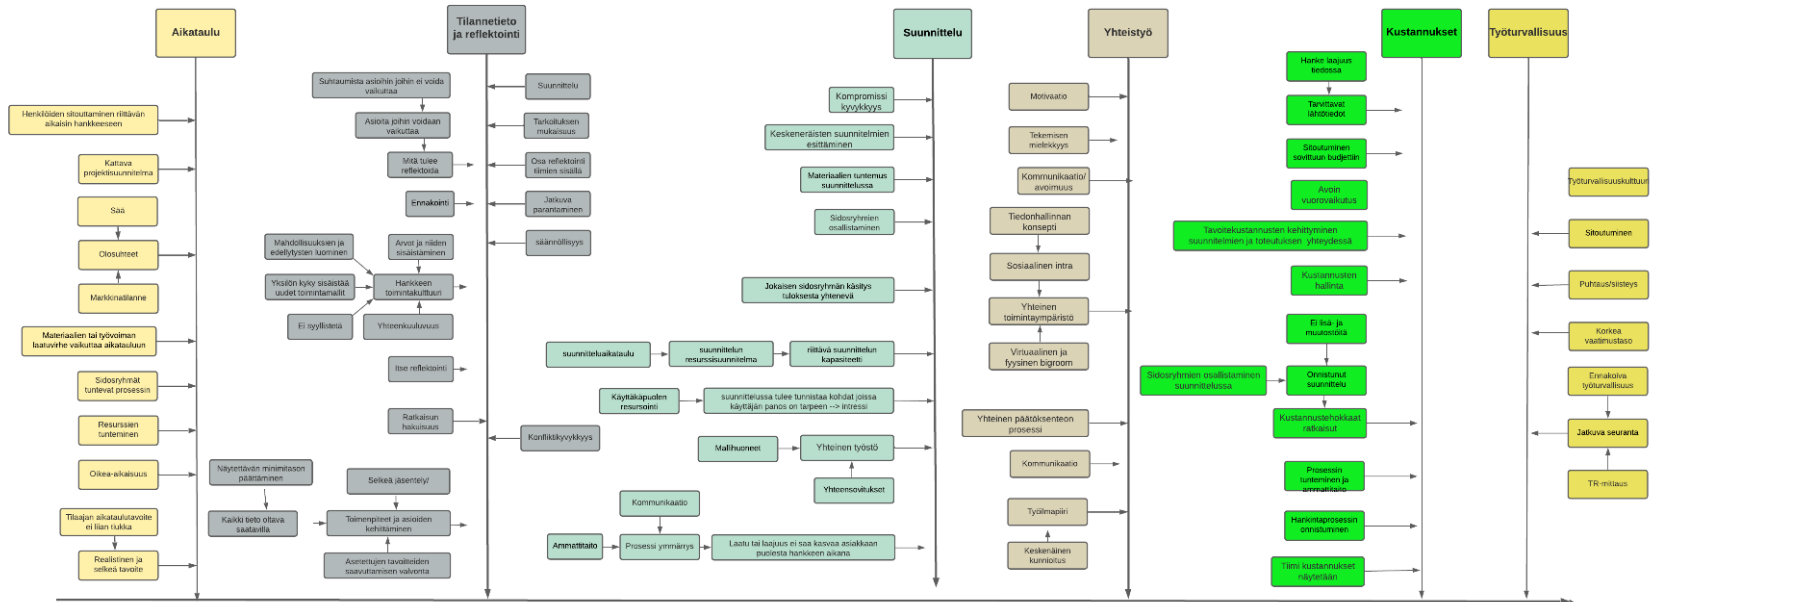 Aikataulu
Henkilöiden sitouttaminen riittävän
aikaisin hankkeeseen
Kattava
projektisuunnitelma
Sää
Olosuhteet
Markkinatilanne
Materiaalien tai työvoiman
laatuvirhe vaikuttaa aikatauluun
Sidosryhmät
tuntevat prosessin
Resurssien
tunteminen
Oikea-aikaisuus
Tilaajan aikataulutavoite
ei liian tiukka
Realistinen ja
selkeä tavoite
Tilannetieto
ja reflektointi
Suhtaumista asioihin joihin ei voida
vaikuttaa
Asioita joihin voidaan
vaikuttaa
Mitä tulee
reflektoida
Ennakointi
Mahdollisuuksien ja
edellytysten luominen
Arvot ja niiden
sisäistäminen
Yksilön kyky sisäistää
uudet toimintamallit
Hankkeen
toimintakulttuuri
Ei syyllistetä
Yhteenkuuluvuus
Itse reflektointi
Ratkaisun
hakuisuus
Näytettävän minimitason
päättäminen
Selkeä jäsentely/
Kaikki tieto oltava
saatavilla
Toimenpiteet ja asioiden
kehittäminen
Asetettujen tavoitteiden
saavuttamisen valvonta
Suunnittelu
Tarkoituksen
mukaisuus
Osa reflektointi
tiimien sisällä
Jatkuva
parantaminen
säännöllisyys
Konfliktikyvykkyys
Suunnittelu
Kompromissi
kyvykkyys
Keskeneräisten suunnitelmien
esittäminen
Materiaalien tuntemus
suunnittelussa
Sidosryhmien
osallistaminen
Jokaisen sidosryhmän käsitys
tuloksesta yhtenevä
suunnitteluaikataulu
suunnittelun
resurssisuunnitelma
riittävä suunnittelun
kapasiteetti
Käyttäkäpuolen
resursointi
suunnittelussa tulee tunnistaa kohdat joissa
käyttäjän panos on tarpeen --> intressi
Mallihuoneet
Yhteinen työstö
Yhteensovitukset
Kommunikaatio
Ammattitaito
Prosessi ymmärrys
Laatu tai laajuus ei saa kasvaa asiakkaan
puolesta hankkeen aikana
Yhteistyö
Motivaatio
Tekemisen
mielekkyys
Kommunikaatio/
avoimuus
Tiedonhallinnan
konsepti
Sosiaalinen intra
Yhteinen
toimintaympäristö
Virtuaalinen ja
fyysinen bigroom
Yhteinen päätöksenteon
prosessi
Kommunikaatio
Työilmapiiri
Keskenäinen
kunnioitus
Kustannukset
Hanke laajuus
tiedossa
Tarvittavat
lähtötiedot
Sitoutuminen
sovittuun budjettiin
Avoin
vuorovaikutus
Tavoitekustannusten kehittyminen
suunnitelmien ja toteutuksen yhteydessä
Kustannusten
hallinta
Ei lisä- ja
muutostöitä
Sidosryhmien osallistaminen
suunnittelussa
Onnistunut
suunnittelu
Kustannustehokkaat
ratkaisut
Prosessin
tunteminen ja
ammattitaito
Hankintaprosessin
onnistuminen
Tiimi kustannukset
näytetään
Työturvallisuus
Työturvallisuuskulttuuri
Sitoutuminen
Puhtaus/siisteys
Korkea
vaatimustaso
Ennakoiva
työturvallisuus
Jatkuva seuranta
TR-mittaus